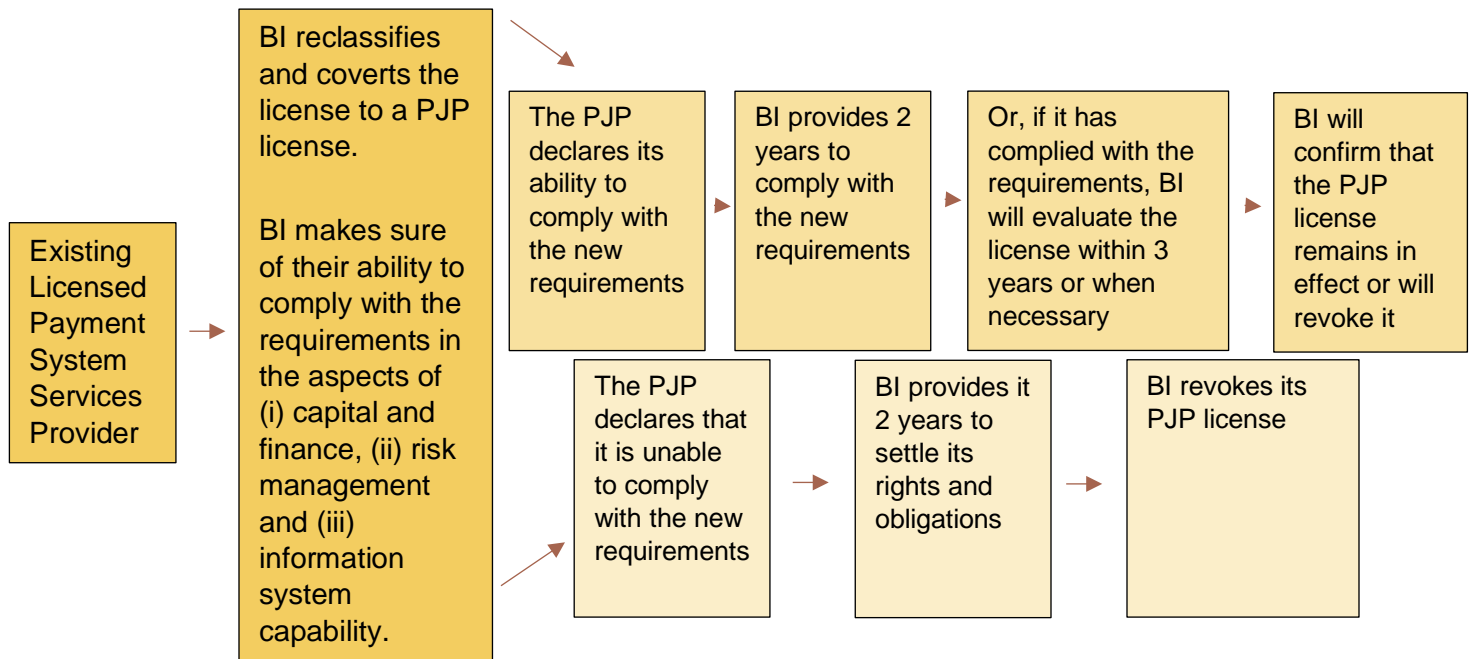 Existing
Licensed
Payment
System
Services
Provider
BI reclassifies
and coverts the
license to a PJP
license.
BI makes sure
of their ability to
comply with the
requirements in
the aspects of
(i) capital and
finance, (ii) risk
management
and (iii)
information
system
capability.
The PJP
declares its
ability to
comply with
the new
requirements
BI provides 2
years to
comply with
the new
requirements
Or, if it has
complied with the
requirements, BI
will evaluate the
license within 3
years or when
necessary
BI will
confirm that
the PJP
license
remains in
effect or will
revoke it
The PJP
declares that
it is unable
to comply
with the new
requirements
BI provides it
2 years to
settle its
rights and
obligations
BI revokes its
PJP license